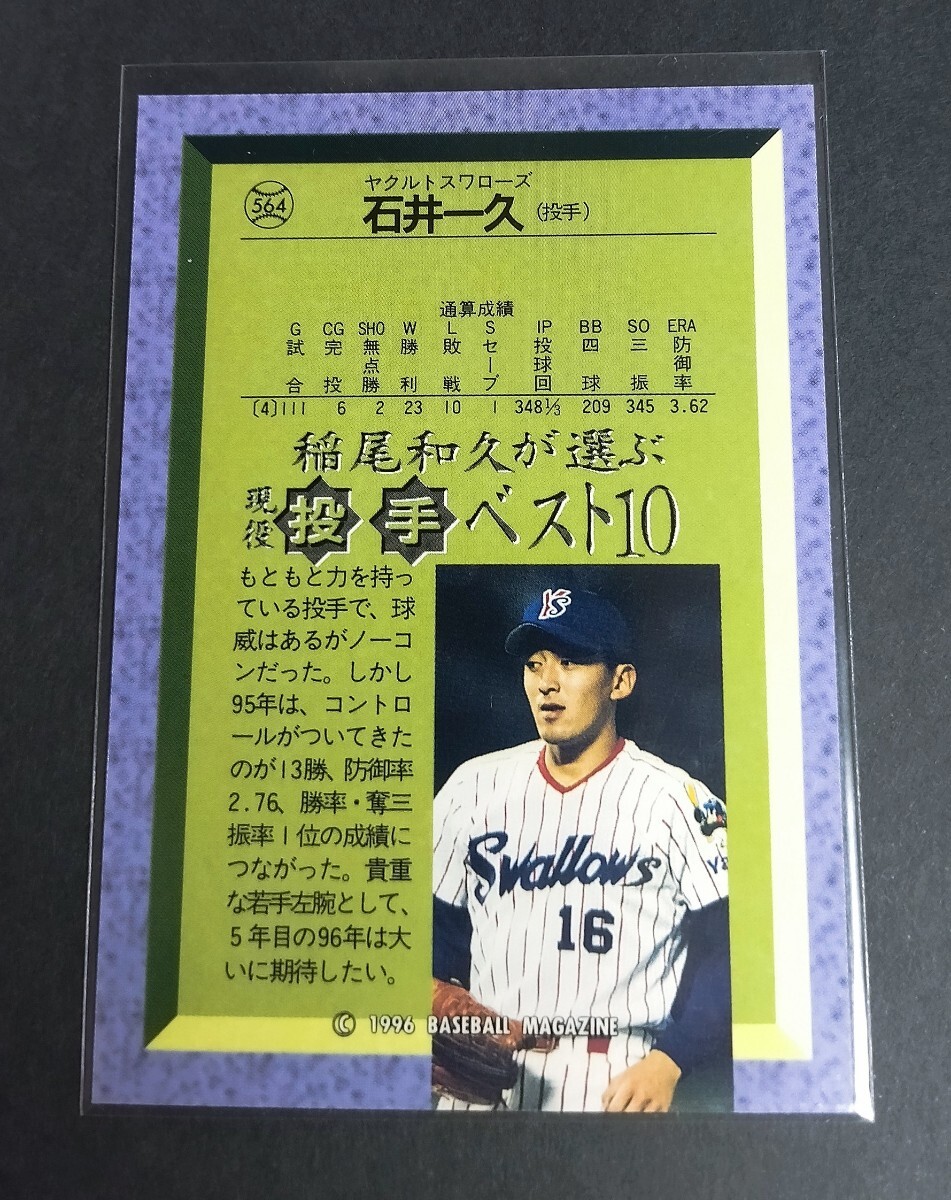 564
ヤクルトスワローズ
石井一久(投手)
通算成績
G CG SHO W L S IP BB SO ERA
試合 完投 無点勝 勝利 敗戦 セーブ 投球回 四球 三振 防御率
〔4〕111 6 2 23 10 1 348⅓ 209 345 3.62
稲尾和久が選ぶ
現役投手ベスト10
もともと力を持っ
ている投手で、球
威はあるがノーコ
ンだった。しかし
95年は、コントロ
ールがついてきた
のが13勝、防御率
2.76、勝率・奪三
振率1位の成績に
つながった。貴重
な若手左腕として、
5年目の96年は大
いに期待したい。
YS
Swallows
16
© 1996 BASEBALL MAGAZINE